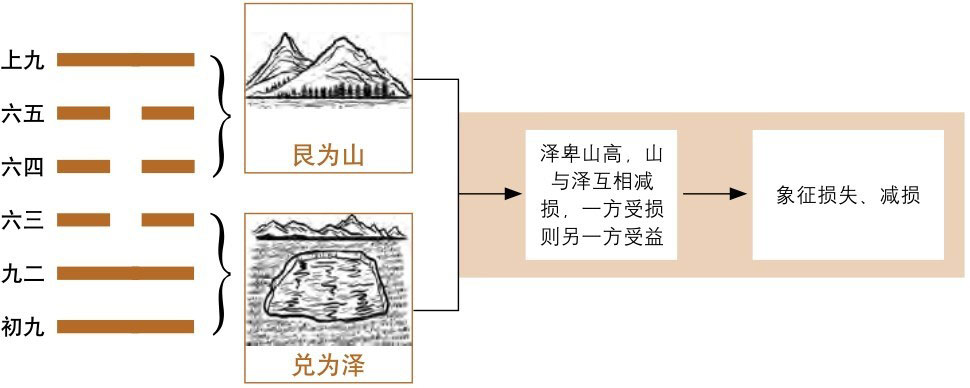 上九
六五
六四
六三
九二
初九
艮为山
兑为泽
泽卑山高，山
与泽互相减
损，一方受损
则另一方受益
象征损失、减损